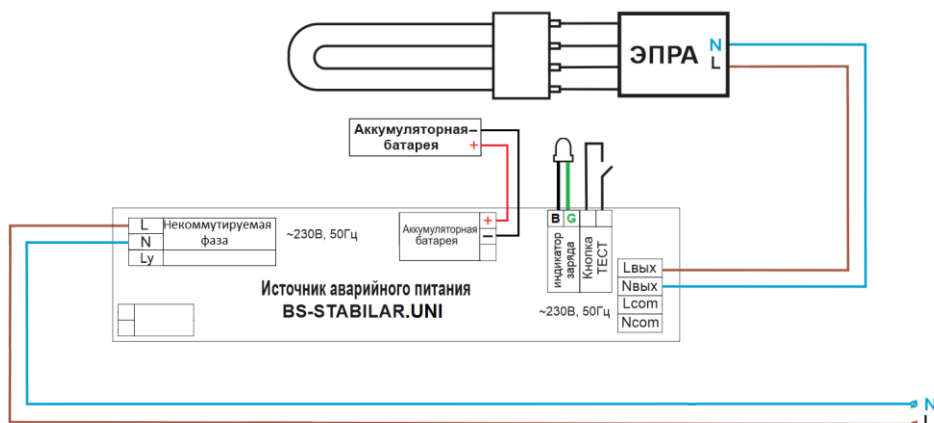 ЭПРА
N
L
Аккумуляторная –
батарея +
L
N
Ly
Некоммутируемая
фаза
~230В, 50Гц
Аккумуляторная
батарея
+
–
B G
индикатор
заряда
Кнопка
ТЕСТ
Lвых
Nвых
Lcom
Ncom
~230В, 50Гц
Источник аварийного питания
BS-STABILAR.UNI
N
L